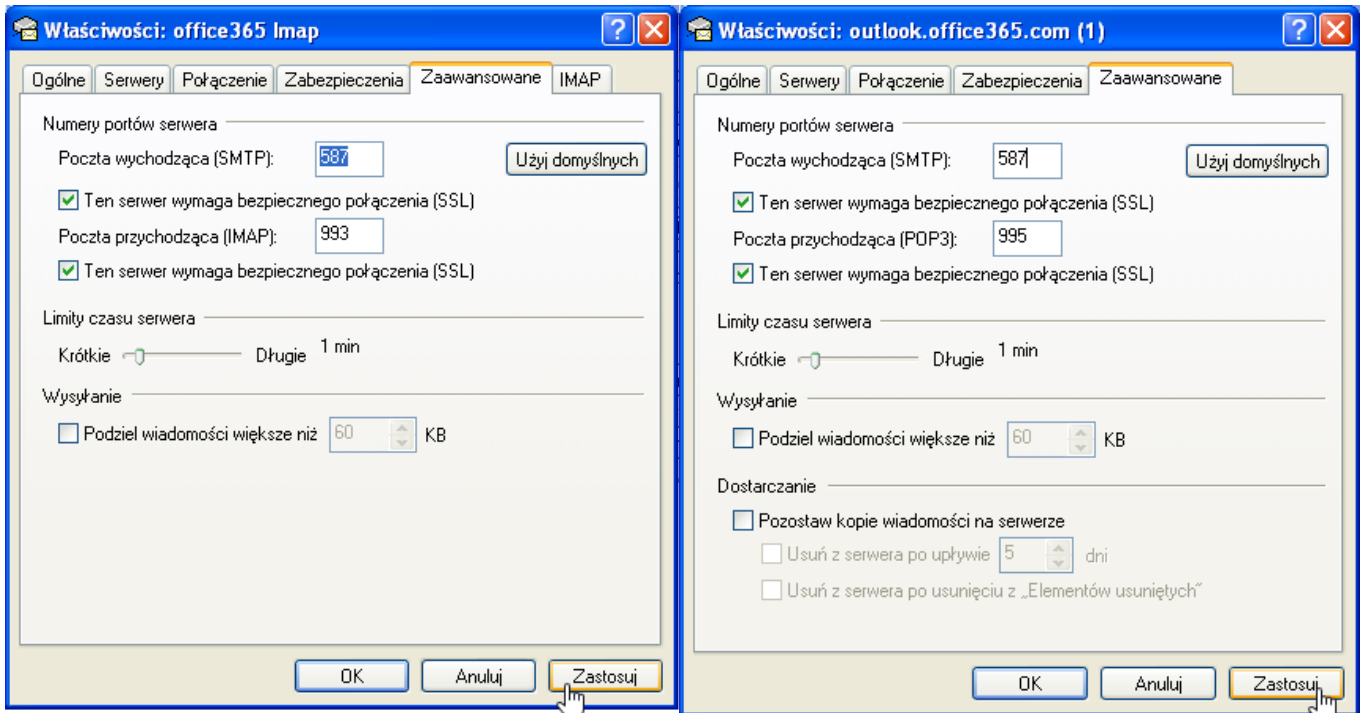 Właściwości: office365 Imap
Ogólne Serwery Połączenie Zabezpieczenia Zaawansowane IMAP
Numery portów serwera
Poczta wychodząca (SMTP): 587 Użyj domyślnych
Ten serwer wymaga bezpiecznego połączenia (SSL)
Poczta przychodząca (IMAP): 993
Ten serwer wymaga bezpiecznego połączenia (SSL)
Limity czasu serwera
Krótkie Długie 1 min
Wysyłanie
Podziel wiadomości większe niż 60 KB
OK Anuluj Zastosuj
Właściwości: outlook.office365.com (1)
Ogólne Serwery Połączenie Zabezpieczenia Zaawansowane
Numery portów serwera
Poczta wychodząca (SMTP): 587 Użyj domyślnych
Ten serwer wymaga bezpiecznego połączenia (SSL)
Poczta przychodząca (POP3): 995
Ten serwer wymaga bezpiecznego połączenia (SSL)
Limity czasu serwera
Krótkie Długie 1 min
Wysyłanie
Podziel wiadomości większe niż 60 KB
Dostarczanie
Pozostaw kopie wiadomości na serwerze
Usuń z serwera po upływie 5 dni
Usuń z serwera po usunięciu z „Elementów usuniętych”
OK Anuluj Zastosuj